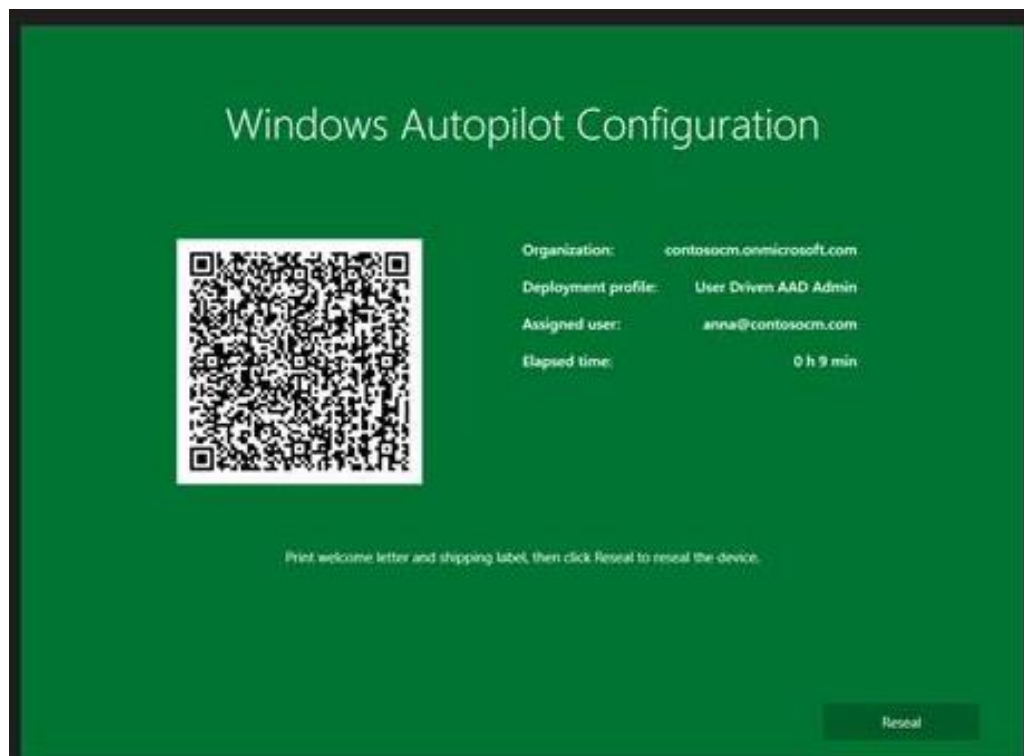 Windows Autopilot Configuration
Organization: contosocm.onmicrosoft.com
Deployment profile: User Driven AAD Admin
Assigned user: anna@contosocm.com
Elapsed time: 0 h 9 min
Print welcome letter and shipping label, then click Reseal to reseal the device.
Reseal